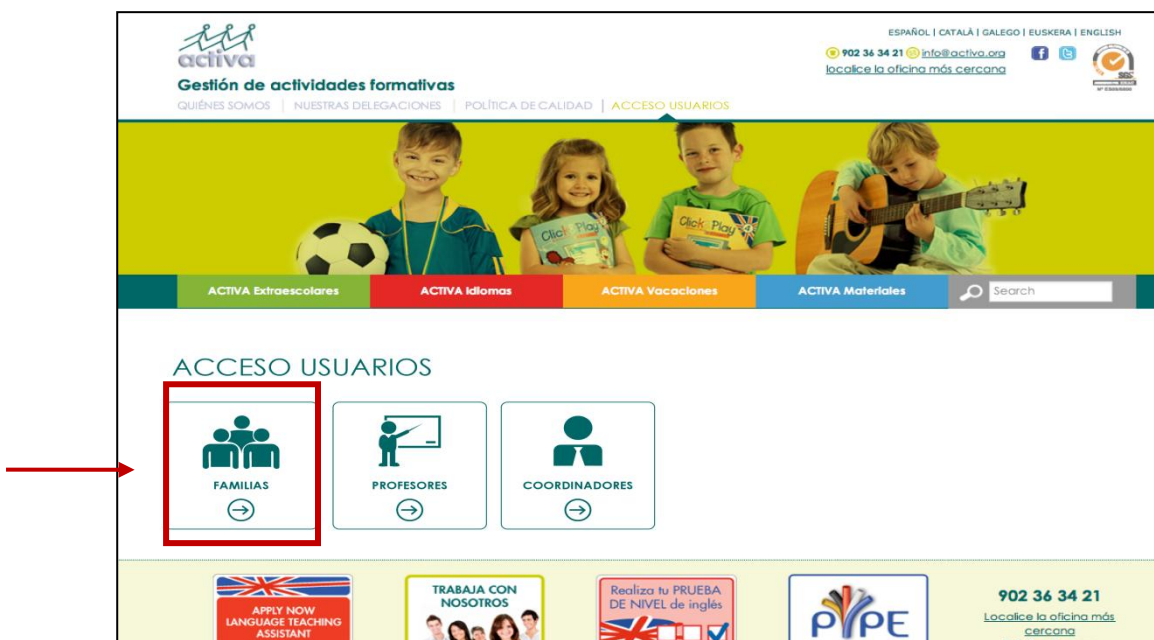 activa
Gestión de actividades formativas
ESPAÑOL | CATALÀ | GALEGO | EUSKERA | ENGLISH
902 36 34 21 info@activa.org
localice la oficina más cercana
SGS
QUIÉNES SOMOS | NUESTRAS DELEGACIONES | POLÍTICA DE CALIDAD | ACCESO USUARIOS
Click Play
Click Play 4
ACTIVA Extraescolares
ACTIVA Idiomas
ACTIVA Vacaciones
ACTIVA Materiales
Search
ACCESO USUARIOS
FAMILIAS
PROFESORES
COORDINADORES
APPLY NOW
LANGUAGE TEACHING
ASSISTANT
TRABAJA CON
NOSOTROS
Realiza tu PRUEBA
DE NIVEL de inglés
PYPE
902 36 34 21
Localice la oficina más
cercana